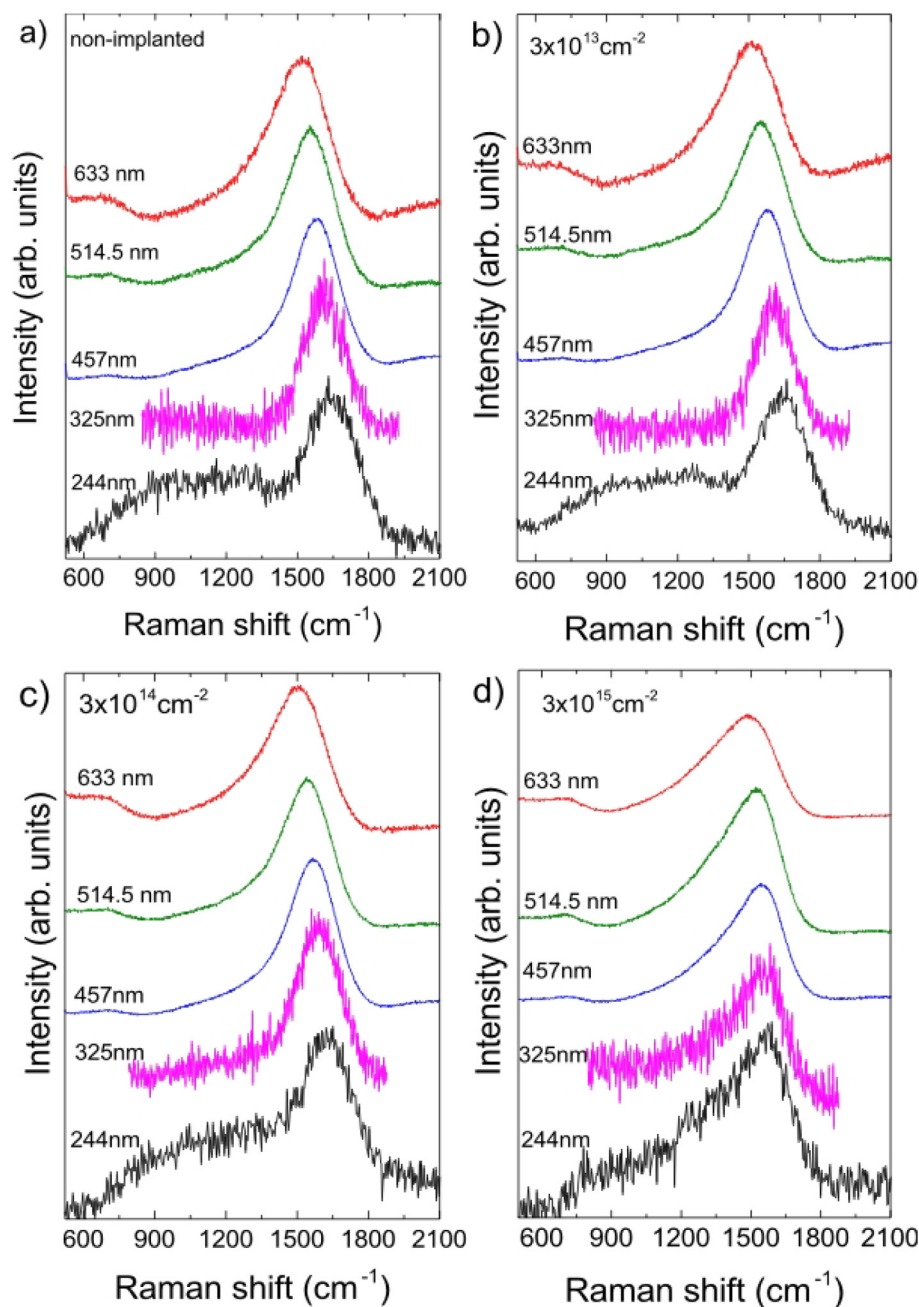 a)
non-implanted
633 nm
514.5 nm
457nm
325nm
244nm
Intensity (arb. units)
600 900 1200 1500 1800 2100
Raman shift (cm-1)
b)
3x10¹³cm-²
633nm
514.5nm
457nm
325nm
244nm
Intensity (arb. units)
600 900 1200 1500 1800 2100
Raman shift (cm-1)
c)
3x10¹⁴cm-²
633 nm
514.5 nm
457nm
325nm
244nm
Intensity (arb. units)
600 900 1200 1500 1800 2100
Raman shift (cm-1)
d)
3x10¹⁵cm-²
633 nm
514.5 nm
457nm
325nm
244nm
Intensity (arb. units)
600 900 1200 1500 1800 2100
Raman shift (cm-1)